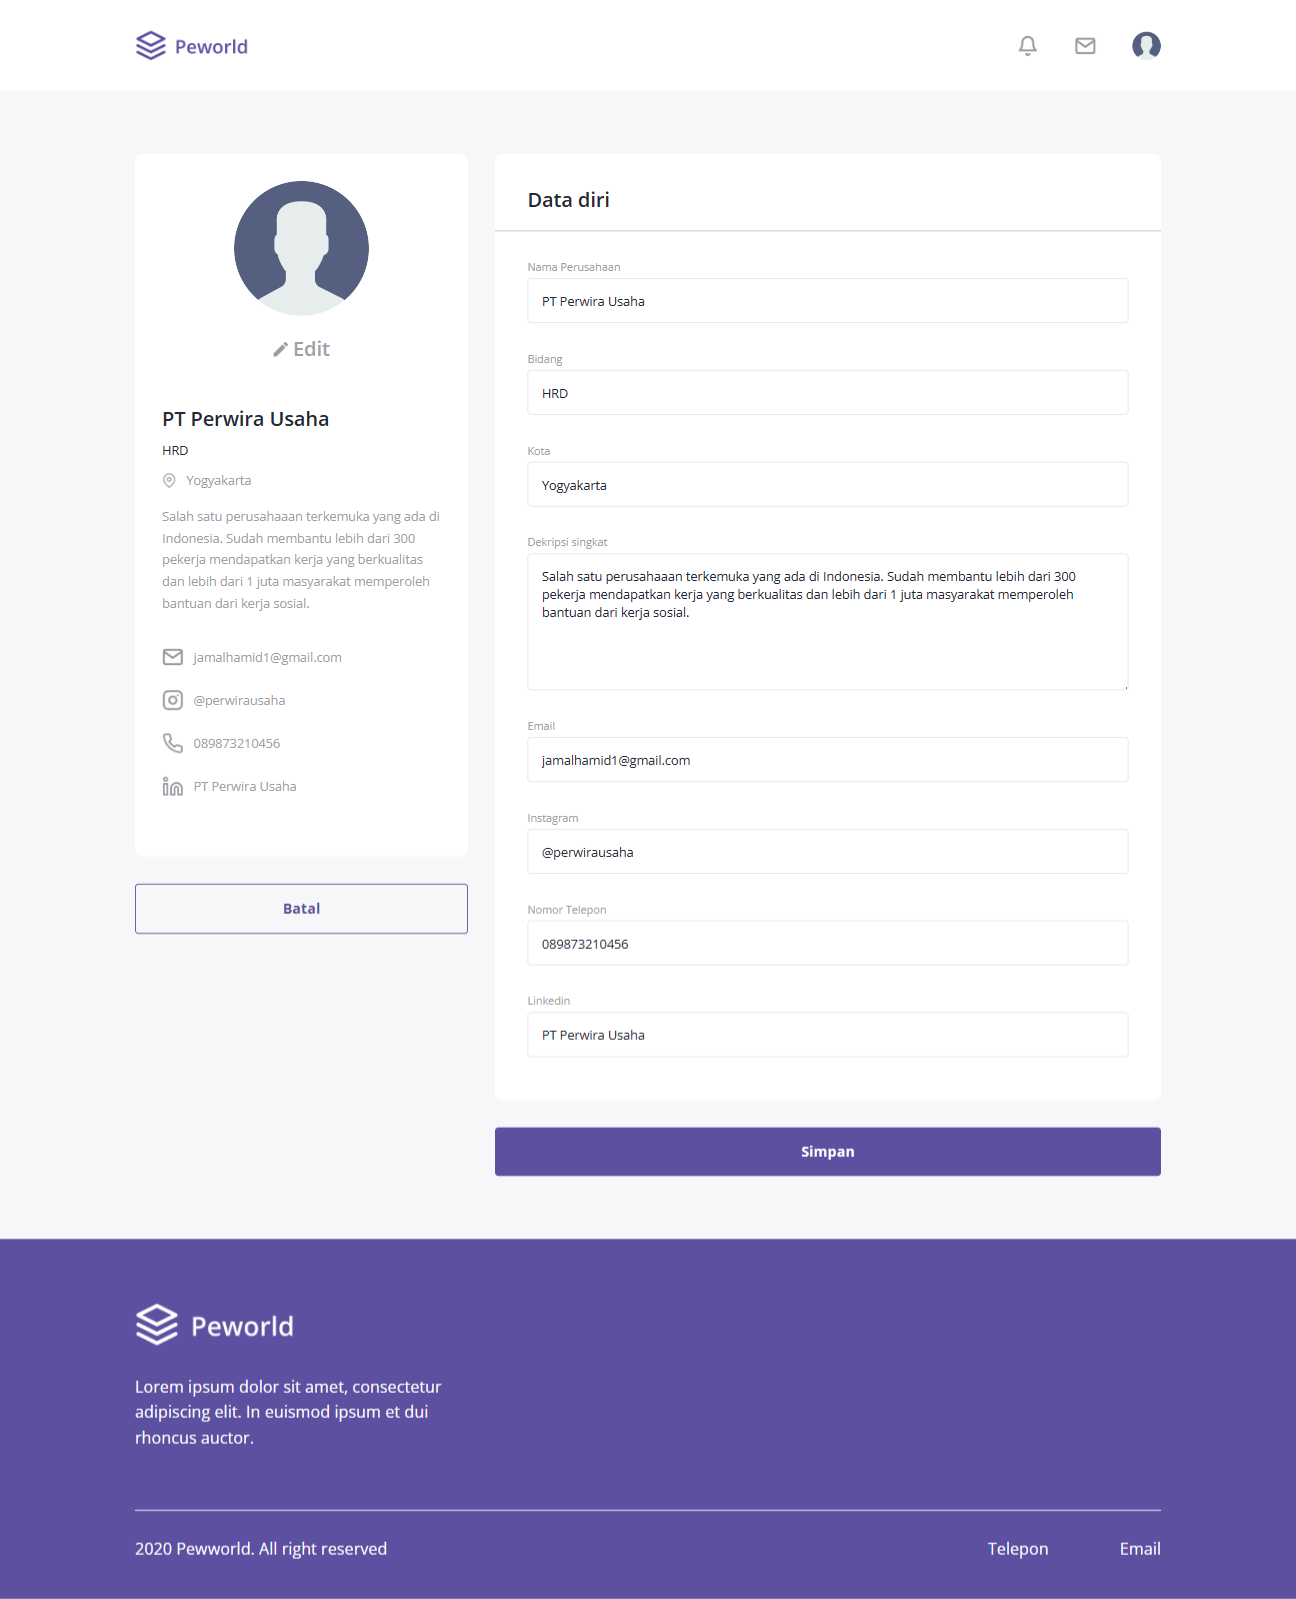 Peworld
Edit
PT Perwira Usaha
HRD
Yogyakarta
Salah satu perusahaaan terkemuka yang ada di
Indonesia. Sudah membantu lebih dari 300
pekerja mendapatkan kerja yang berkualitas
dan lebih dari 1 juta masyarakat memperoleh
bantuan dari kerja sosial.
jamalhamid1@gmail.com
@perwirausaha
089873210456
PT Perwira Usaha
Batal
Data diri
Nama Perusahaan
PT Perwira Usaha
Bidang
HRD
Kota
Yogyakarta
Dekripsi singkat
Salah satu perusahaaan terkemuka yang ada di Indonesia. Sudah membantu lebih dari 300
pekerja mendapatkan kerja yang berkualitas dan lebih dari 1 juta masyarakat memperoleh
bantuan dari kerja sosial.
Email
jamalhamid1@gmail.com
Instagram
@perwirausaha
Nomor Telepon
089873210456
Linkedin
PT Perwira Usaha
Simpan
Peworld
Lorem ipsum dolor sit amet, consectetur
adipiscing elit. In euismod ipsum et dui
rhoncus auctor.
2020 Pewworld. All right reserved
Telepon
Email